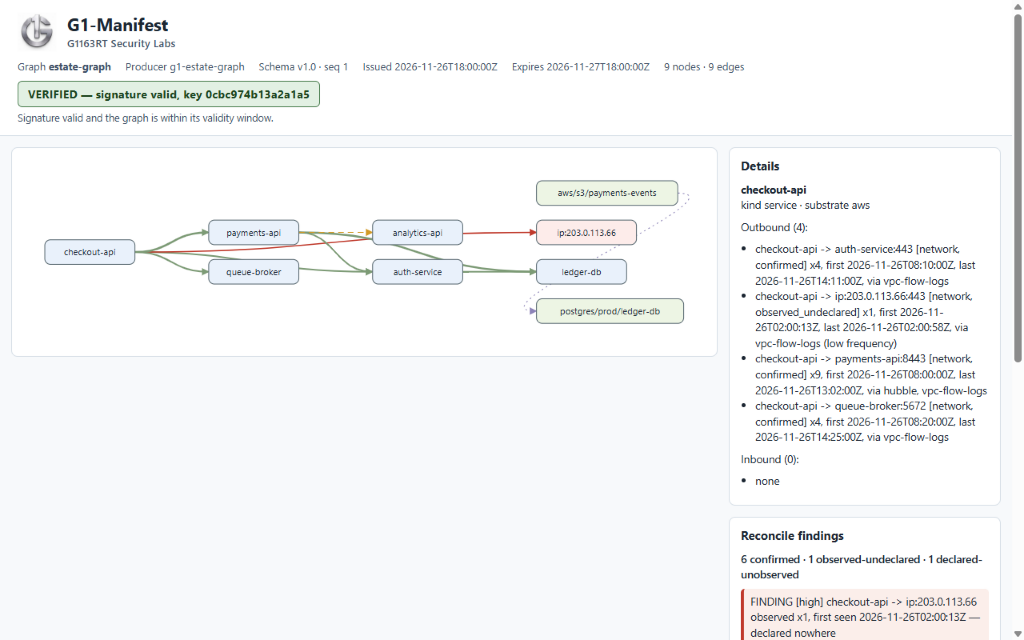 G1-Manifest
G1163RT Security Labs
Graph estate-graph Producer g1-estate-graph Schema v1.0 · seq 1 Issued 2026-11-26T18:00:00Z Expires 2026-11-27T18:00:00Z 9 nodes · 9 edges
VERIFIED — signature valid, key 0cbc974b13a2a1a5
Signature valid and the graph is within its validity window.
aws/s3/payments-events
payments-api
analytics-api
ip:203.0.113.66
checkout-api
queue-broker
auth-service
ledger-db
postgres/prod/ledger-db
Details
checkout-api
kind service · substrate aws
Outbound (4):
checkout-api -> auth-service:443 [network,
confirmed] x4, first 2026-11-26T08:10:00Z, last
2026-11-26T14:11:00Z, via vpc-flow-logs
checkout-api -> ip:203.0.113.66:443 [network,
observed_undeclared] x1, first 2026-11-
26T02:00:13Z, last 2026-11-26T02:00:58Z, via
vpc-flow-logs (low frequency)
checkout-api -> payments-api:8443 [network,
confirmed] x9, first 2026-11-26T08:00:00Z, last
2026-11-26T13:02:00Z, via hubble, vpc-flow-logs
checkout-api -> queue-broker:5672 [network,
confirmed] x4, first 2026-11-26T08:20:00Z, last
2026-11-26T14:25:00Z, via vpc-flow-logs
Inbound (0):
none
Reconcile findings
6 confirmed · 1 observed-undeclared · 1 declared-
unobserved
FINDING [high] checkout-api -> ip:203.0.113.66
observed x1, first seen 2026-11-26T02:00:13Z —
declared nowhere